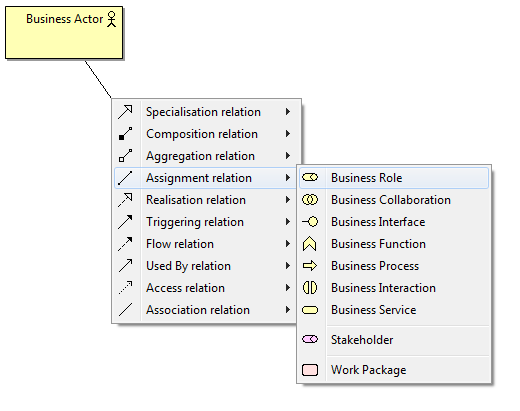 Business Actor
Specialisation relation
Composition relation
Aggregation relation
Assignment relation
Realisation relation
Triggering relation
Flow relation
Used By relation
Access relation
Association relation
Business Role
Business Collaboration
Business Interface
Business Function
Business Process
Business Interaction
Business Service
Stakeholder
Work Package